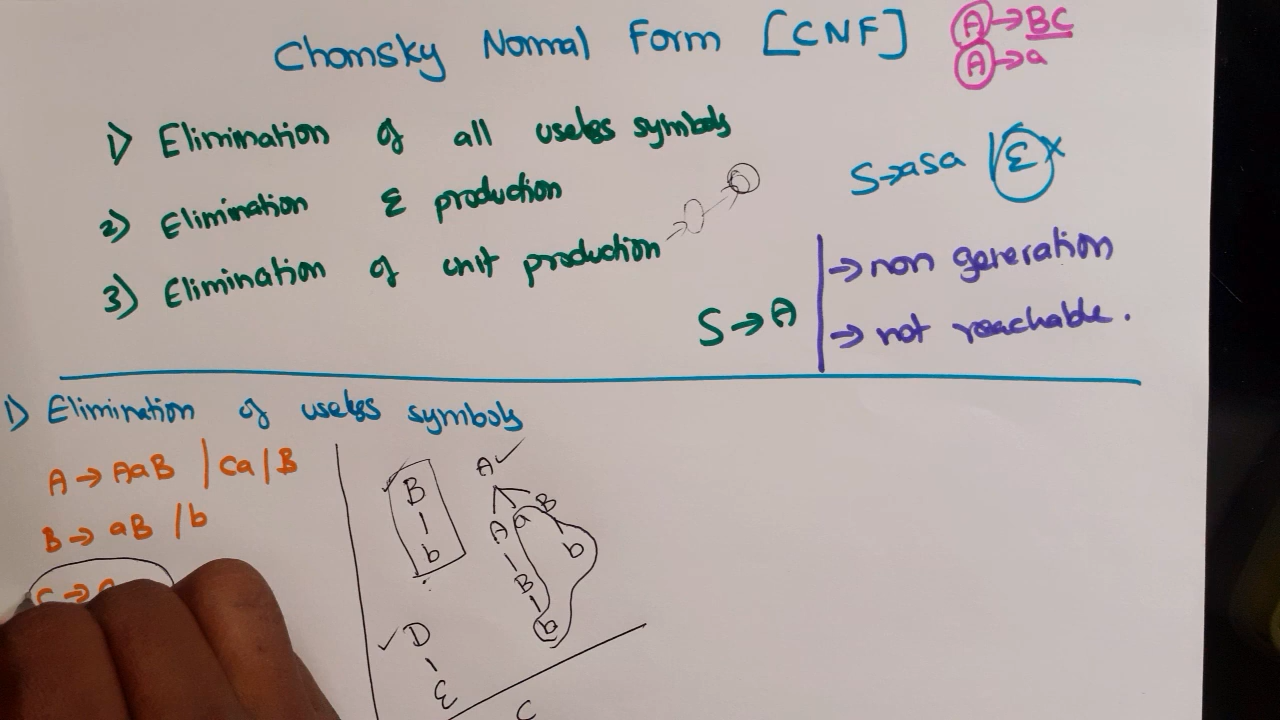 Chomsky Normal Form [CNF]
A→BC
A→a
1) Elimination of all useless symbols
2) Elimination ε production
3) Elimination of unit production
S→aSa | ε x
S→A
→ non generation
→ not reachable.
1) Elimination of useless symbols
A→AaB | Ca | B
B→aB / b
C→
B
b
A
A a B
b
B
b
D
ε
C